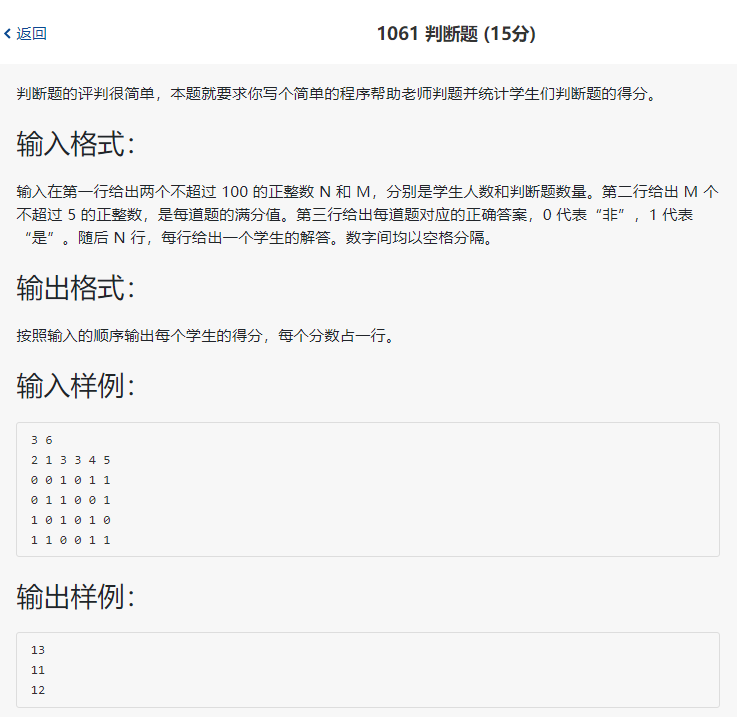 返回
1061 判断题 (15分)
判断题的评判很简单，本题就要求你写个简单的程序帮助老师判题并统计学生们判断题的得分。
输入格式：
输入在第一行给出两个不超过 100 的正整数 N 和 M，分别是学生人数和判断题数量。第二行给出 M 个
不超过 5 的正整数，是每道题的满分值。第三行给出每道题对应的正确答案，0 代表“非”，1 代表
“是”。随后 N 行，每行给出一个学生的解答。数字间均以空格分隔。
输出格式：
按照输入的顺序输出每个学生的得分，每个分数占一行。
输入样例：
3 6
2 1 3 3 4 5
0 0 1 0 1 1
0 1 1 0 0 1
1 0 1 0 1 0
1 1 0 0 1 1
输出样例：
13
11
12